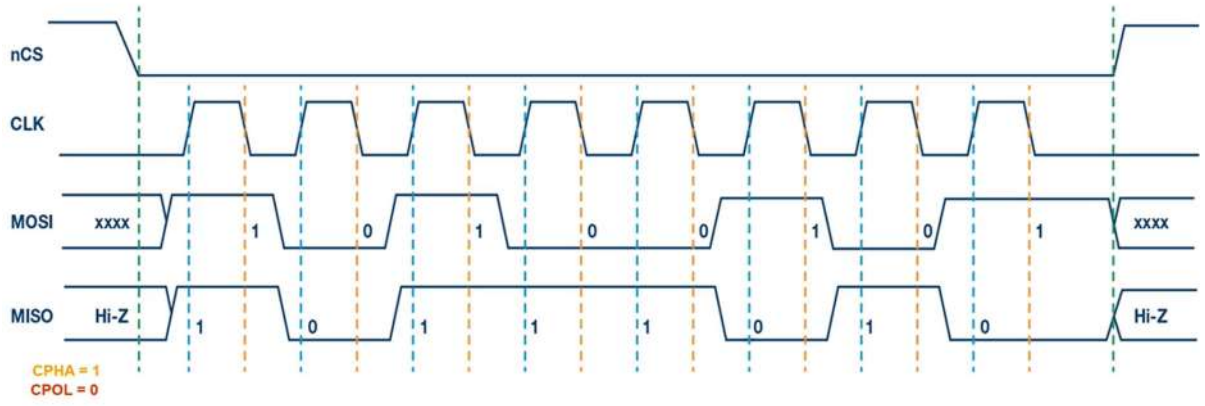 nCS
CLK
MOSI xxxx 1 0 1 0 0 1 0 1 xxxx
MISO Hi-Z 1 0 1 1 1 0 1 0 Hi-Z
CPHA = 1
CPOL = 0